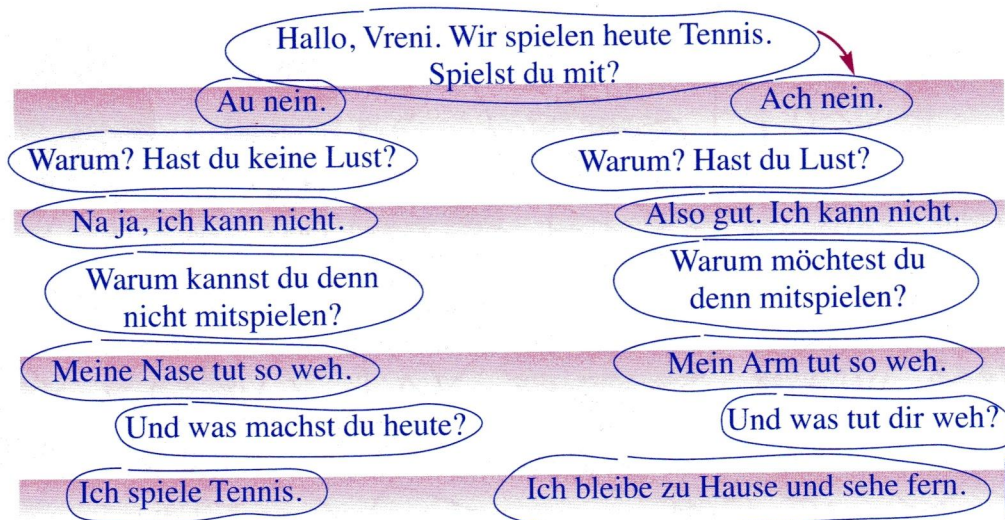 Hallo, Vreni. Wir spielen heute Tennis.
Spielst du mit?
Au nein.
Ach nein.
Warum? Hast du keine Lust?
Warum? Hast du Lust?
Na ja, ich kann nicht.
Also gut. Ich kann nicht.
Warum kannst du denn
nicht mitspielen?
Warum möchtest du
denn mitspielen?
Meine Nase tut so weh.
Mein Arm tut so weh.
Und was machst du heute?
Und was tut dir weh?
Ich spiele Tennis.
Ich bleibe zu Hause und sehe fern.